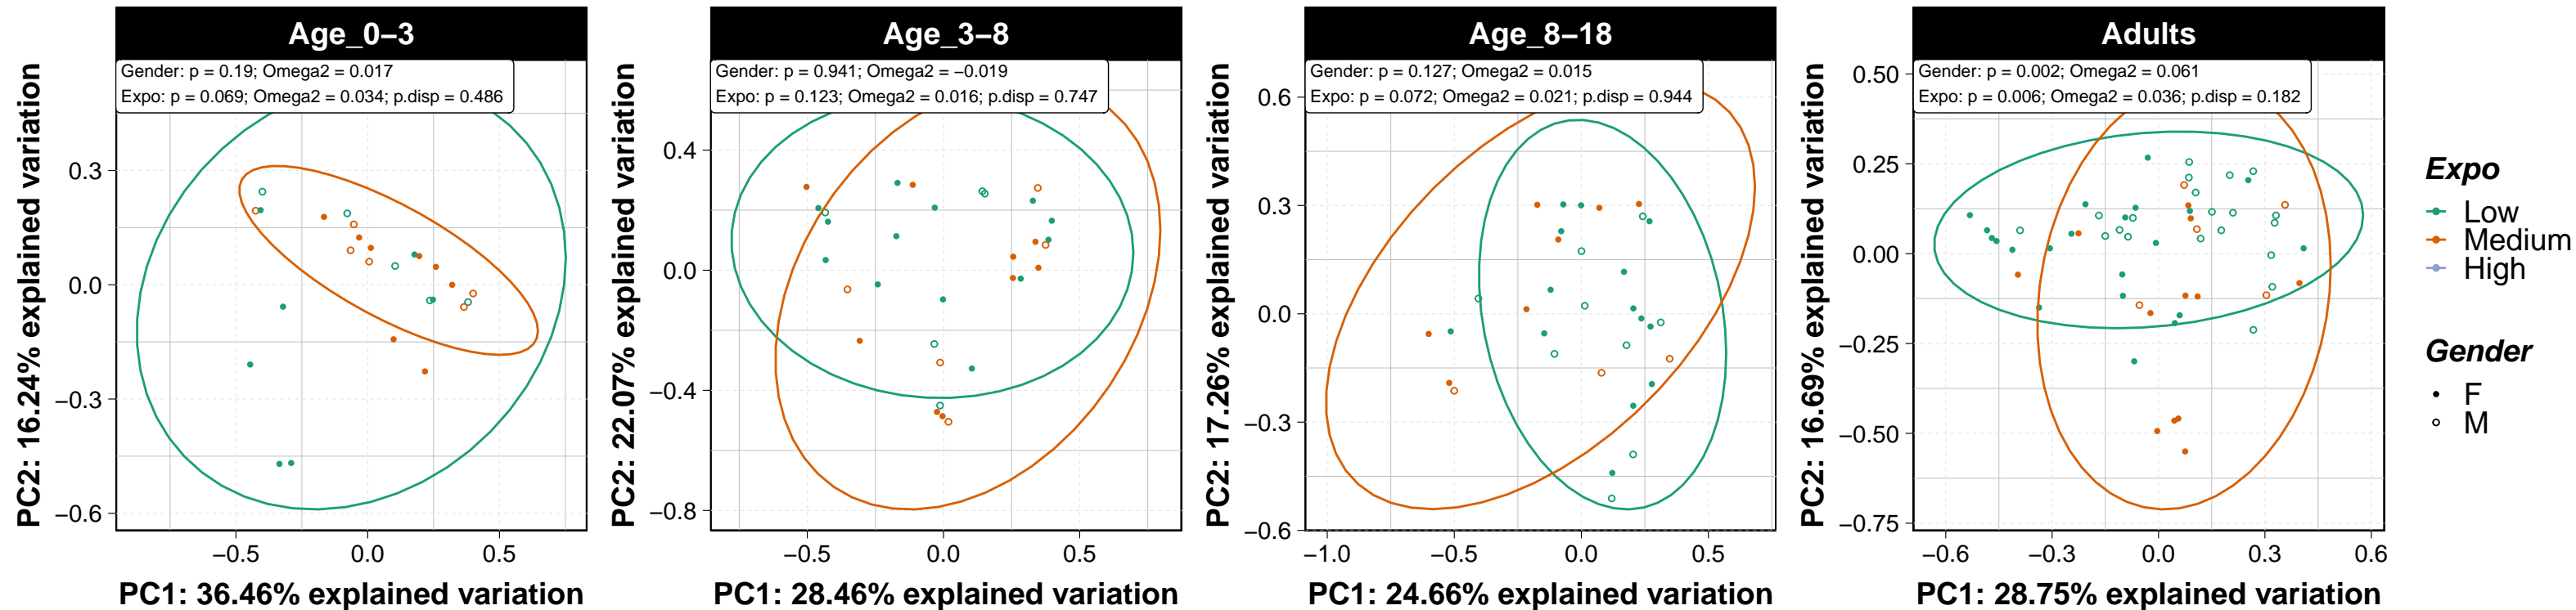 Age_0–3
Gender: p = 0.19; Omega2 = 0.017
Expo: p = 0.069; Omega2 = 0.034; p.disp = 0.486
PC2: 16.24% explained variation
0.3
0.0
−0.3
−0.6
−0.5
0.0
0.5
PC1: 36.46% explained variation
Age_3–8
Gender: p = 0.941; Omega2 = −0.019
Expo: p = 0.123; Omega2 = 0.016; p.disp = 0.747
PC2: 22.07% explained variation
0.4
0.0
−0.4
−0.8
−0.5
0.0
0.5
PC1: 28.46% explained variation
Age_8–18
Gender: p = 0.127; Omega2 = 0.015
Expo: p = 0.072; Omega2 = 0.021; p.disp = 0.944
PC2: 17.26% explained variation
0.6
0.3
0.0
−0.3
−0.6
−1.0
−0.5
0.0
0.5
PC1: 24.66% explained variation
Adults
Gender: p = 0.002; Omega2 = 0.061
Expo: p = 0.006; Omega2 = 0.036; p.disp = 0.182
PC2: 16.69% explained variation
0.50
0.25
0.00
−0.25
−0.50
−0.75
−0.6
−0.3
0.0
0.3
0.6
PC1: 28.75% explained variation
Expo
Low
Medium
High
Gender
F
M